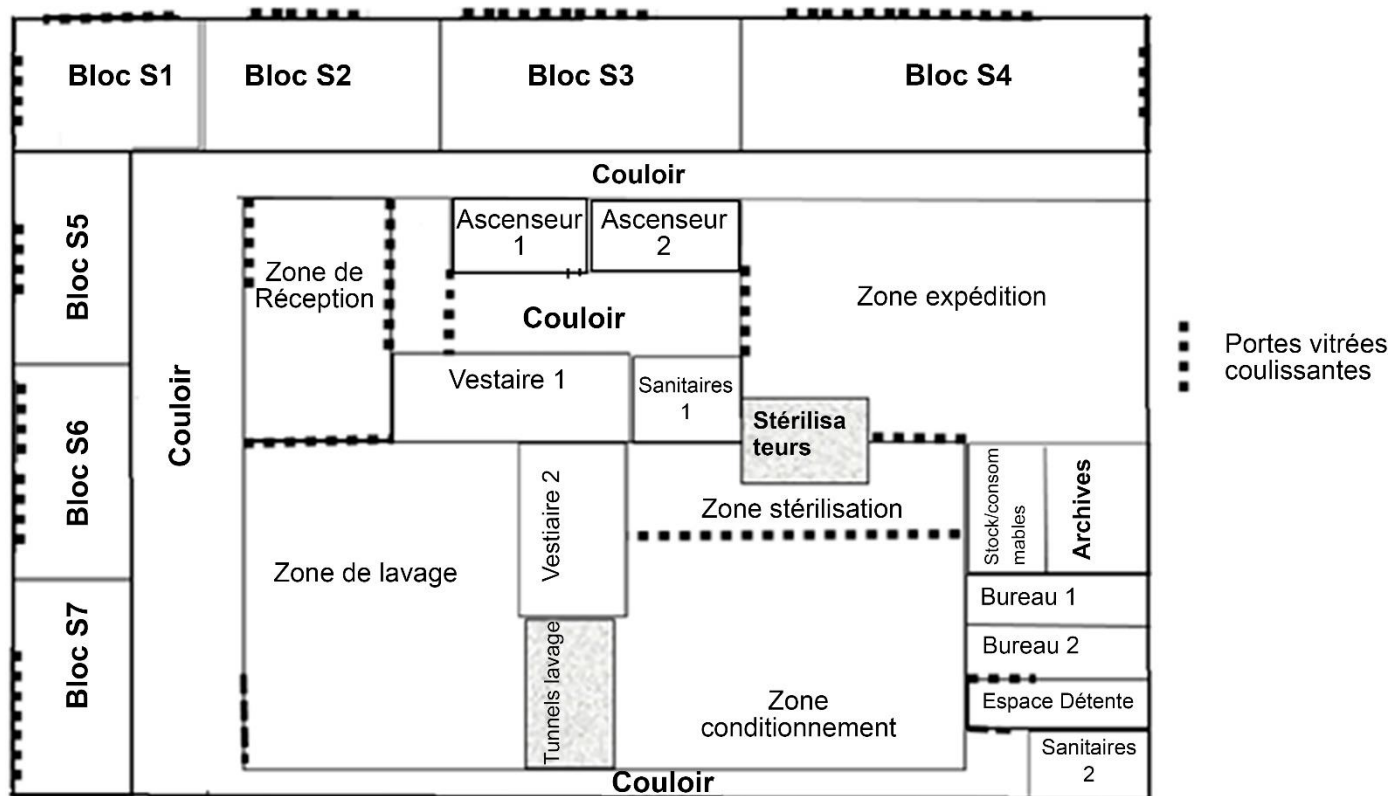 Bloc S1
Bloc S2
Bloc S3
Bloc S4
Couloir
Bloc S5
Bloc S6
Bloc S7
Couloir
Zone de
Réception
Ascenseur
1
Ascenseur
2
Couloir
Zone expédition
Vestaire 1
Sanitaires
1
Stérilisa
teurs
Zone de lavage
Vestiaire 2
Zone stérilisation
Stock/consom
mables
Archives
Bureau 1
Bureau 2
Espace Détente
Sanitaires
2
Tunnels lavage
Zone
conditionnement
Couloir
Portes vitrées
coulissantes